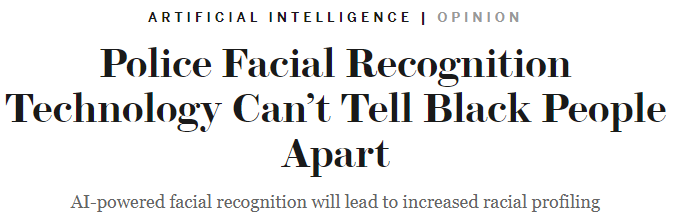 ARTIFICIAL INTELLIGENCE | OPINION
Police Facial Recognition
Technology Can’t Tell Black People
Apart
AI-powered facial recognition will lead to increased racial profiling